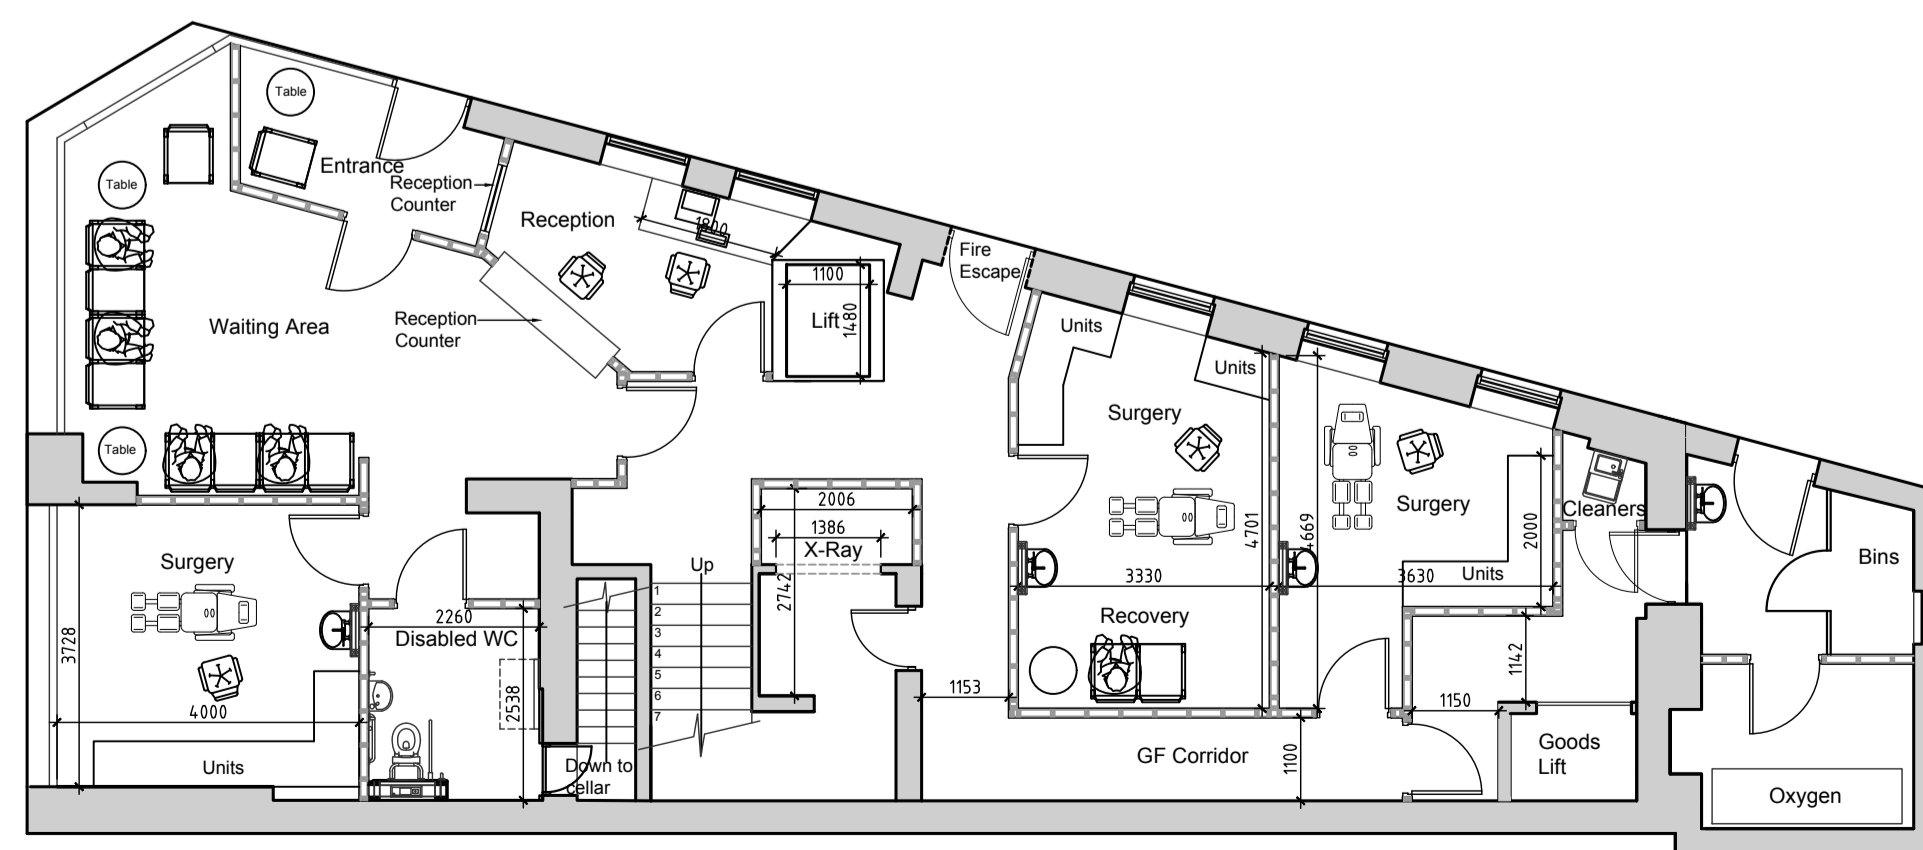 Table
Entrance
Reception
Counter
Table
Reception
1800
Fire
Escape
1100
Lift
1480
Waiting Area
Reception
Counter
Units
Units
Surgery
Table
Surgery
Cleaners
2006
1386
X-Ray
2742
4701
4669
2000
Bins
Surgery
Up
1
2
3
4
5
6
7
3330
3630
Units
2260
Disabled WC
Recovery
3728
2538
1142
4000
1153
1150
Units
Down to
cellar
GF Corridor
1100
Goods
Lift
Oxygen